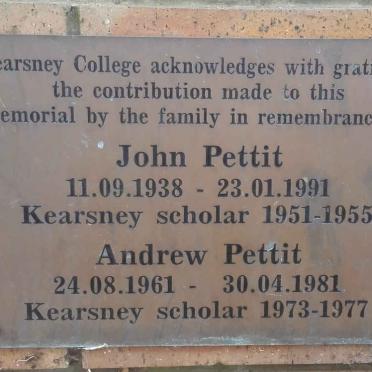 earsney College acknowledges with grati
the contribution made to this
emorial by the family in remembranc
John Pettit
11.09.1938 - 23.01.1991
Kearsney scholar 1951-1955
Andrew Pettit
24.08.1961 - 30.04.1981
Kearsney scholar 1973-1977